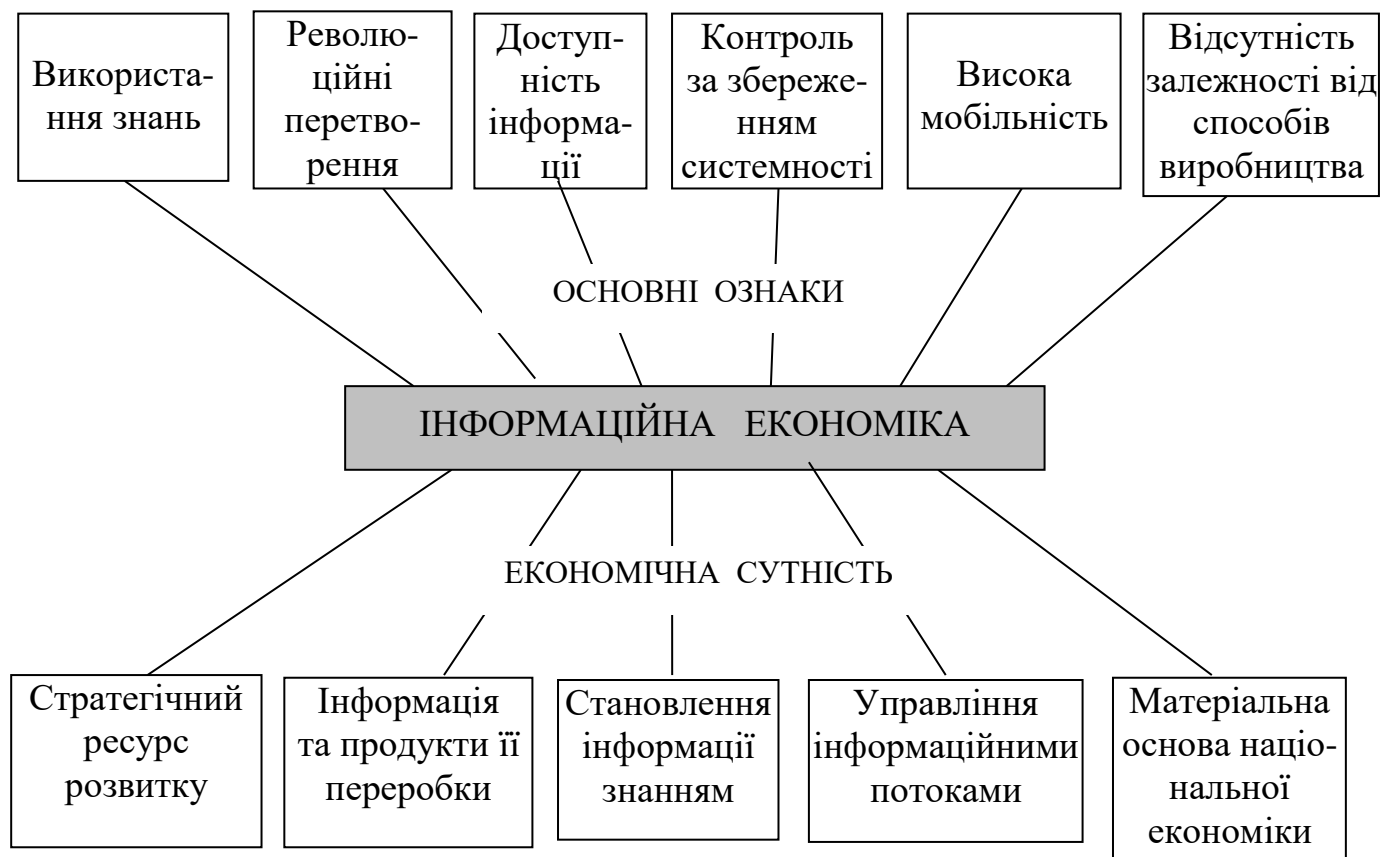 Використа-
ння знань
Револю-
ційні
перетво-
рення
Доступ-
ність
інформа-
ції
Контроль
за збереже-
нням
системності
Висока
мобільність
Відсутність
залежності від
способів
виробництва
ОСНОВНІ ОЗНАКИ
ІНФОРМАЦІЙНА ЕКОНОМІКА
ЕКОНОМІЧНА СУТНІСТЬ
Стратегічний
ресурс
розвитку
Інформація
та продукти її
переробки
Становлення
інформації
знанням
Управління
інформаційними
потоками
Матеріальна
основа націо-
нальної
економіки